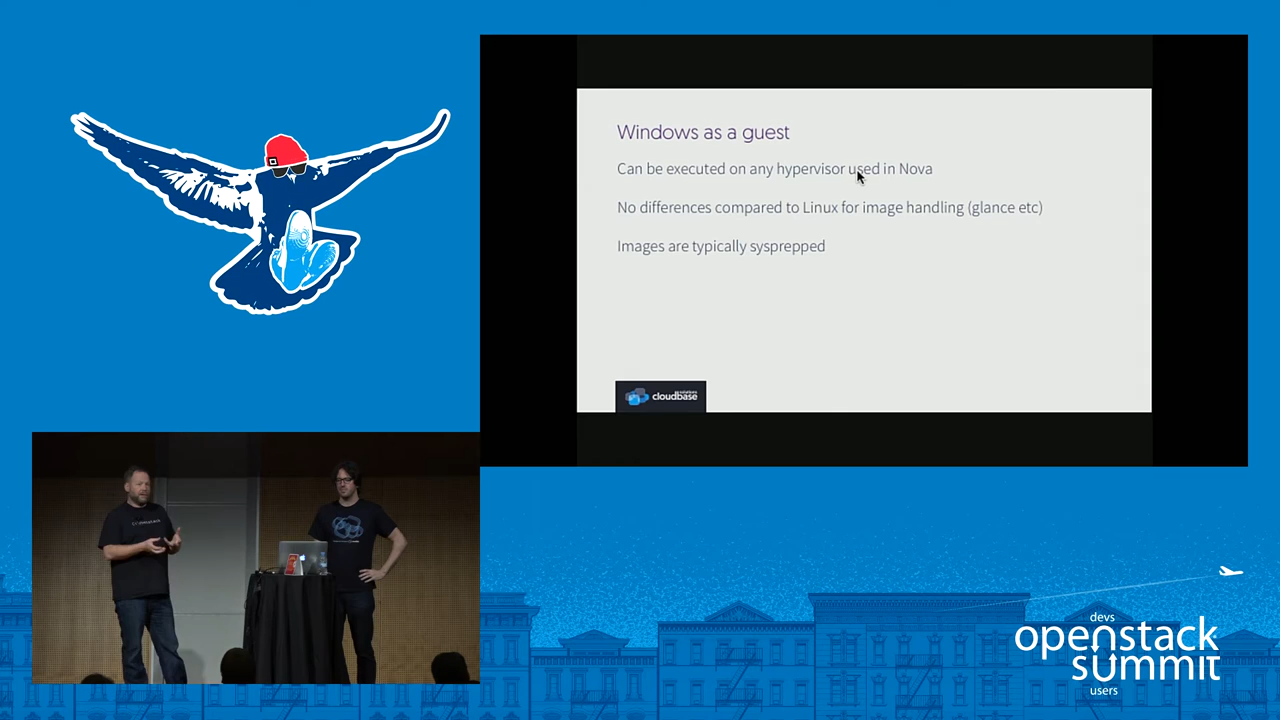 Windows as a guest
Can be executed on any hypervisor used in Nova
No differences compared to Linux for image handling (glance etc)
Images are typically sysprepped
solutions
cloudbase
devs
openstack
summit
users